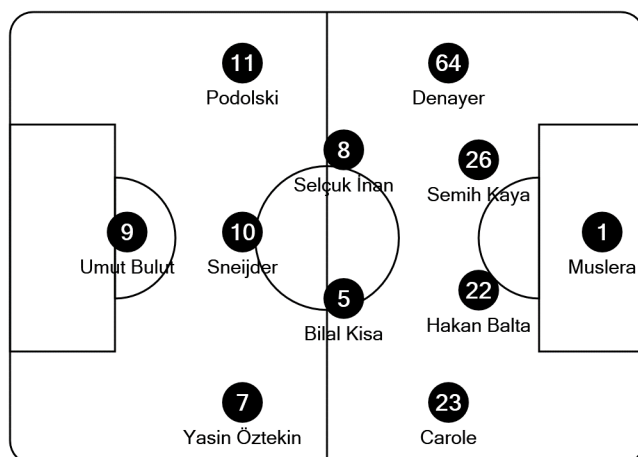 11
Podolski
64
Denayer
8
Selçuk İnan
26
Semih Kaya
9
Umut Bulut
10
Sneijder
1
Muslera
5
Bilal Kisa
22
Hakan Balta
7
Yasin Öztekin
23
Carole